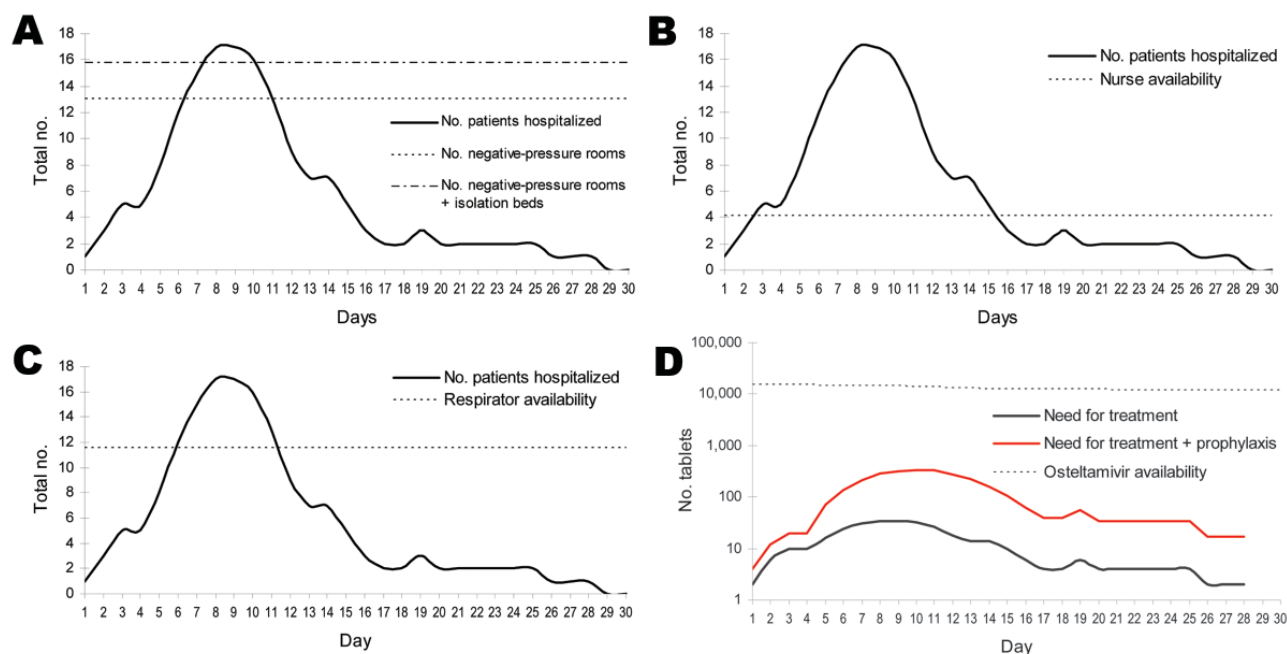 A
Total no.
18
16
14
12
10
8
6
4
2
0
No. patients hospitalized
No. negative-pressure rooms
No. negative-pressure rooms
+ isolation beds
1 2 3 4 5 6 7 8 9 10 11 12 13 14 15 16 17 18 19 20 21 22 23 24 25 26 27 28 29 30
Days
B
Total no.
18
16
14
12
10
8
6
4
2
0
No. patients hospitalized
Nurse availability
1 2 3 4 5 6 7 8 9 10 11 12 13 14 15 16 17 18 19 20 21 22 23 24 25 26 27 28 29 30
Days
C
Total no.
18
16
14
12
10
8
6
4
2
0
No. patients hospitalized
Respirator availability
1 2 3 4 5 6 7 8 9 10 11 12 13 14 15 16 17 18 19 20 21 22 23 24 25 26 27 28 29 30
Day
D
No. tablets
100,000
10,000
1,000
100
10
1
Need for treatment
Need for treatment + prophylaxis
Osteltamivir availability
1 2 3 4 5 6 7 8 9 10 11 12 13 14 15 16 17 18 19 20 21 22 23 24 25 26 27 28 29 30
Day